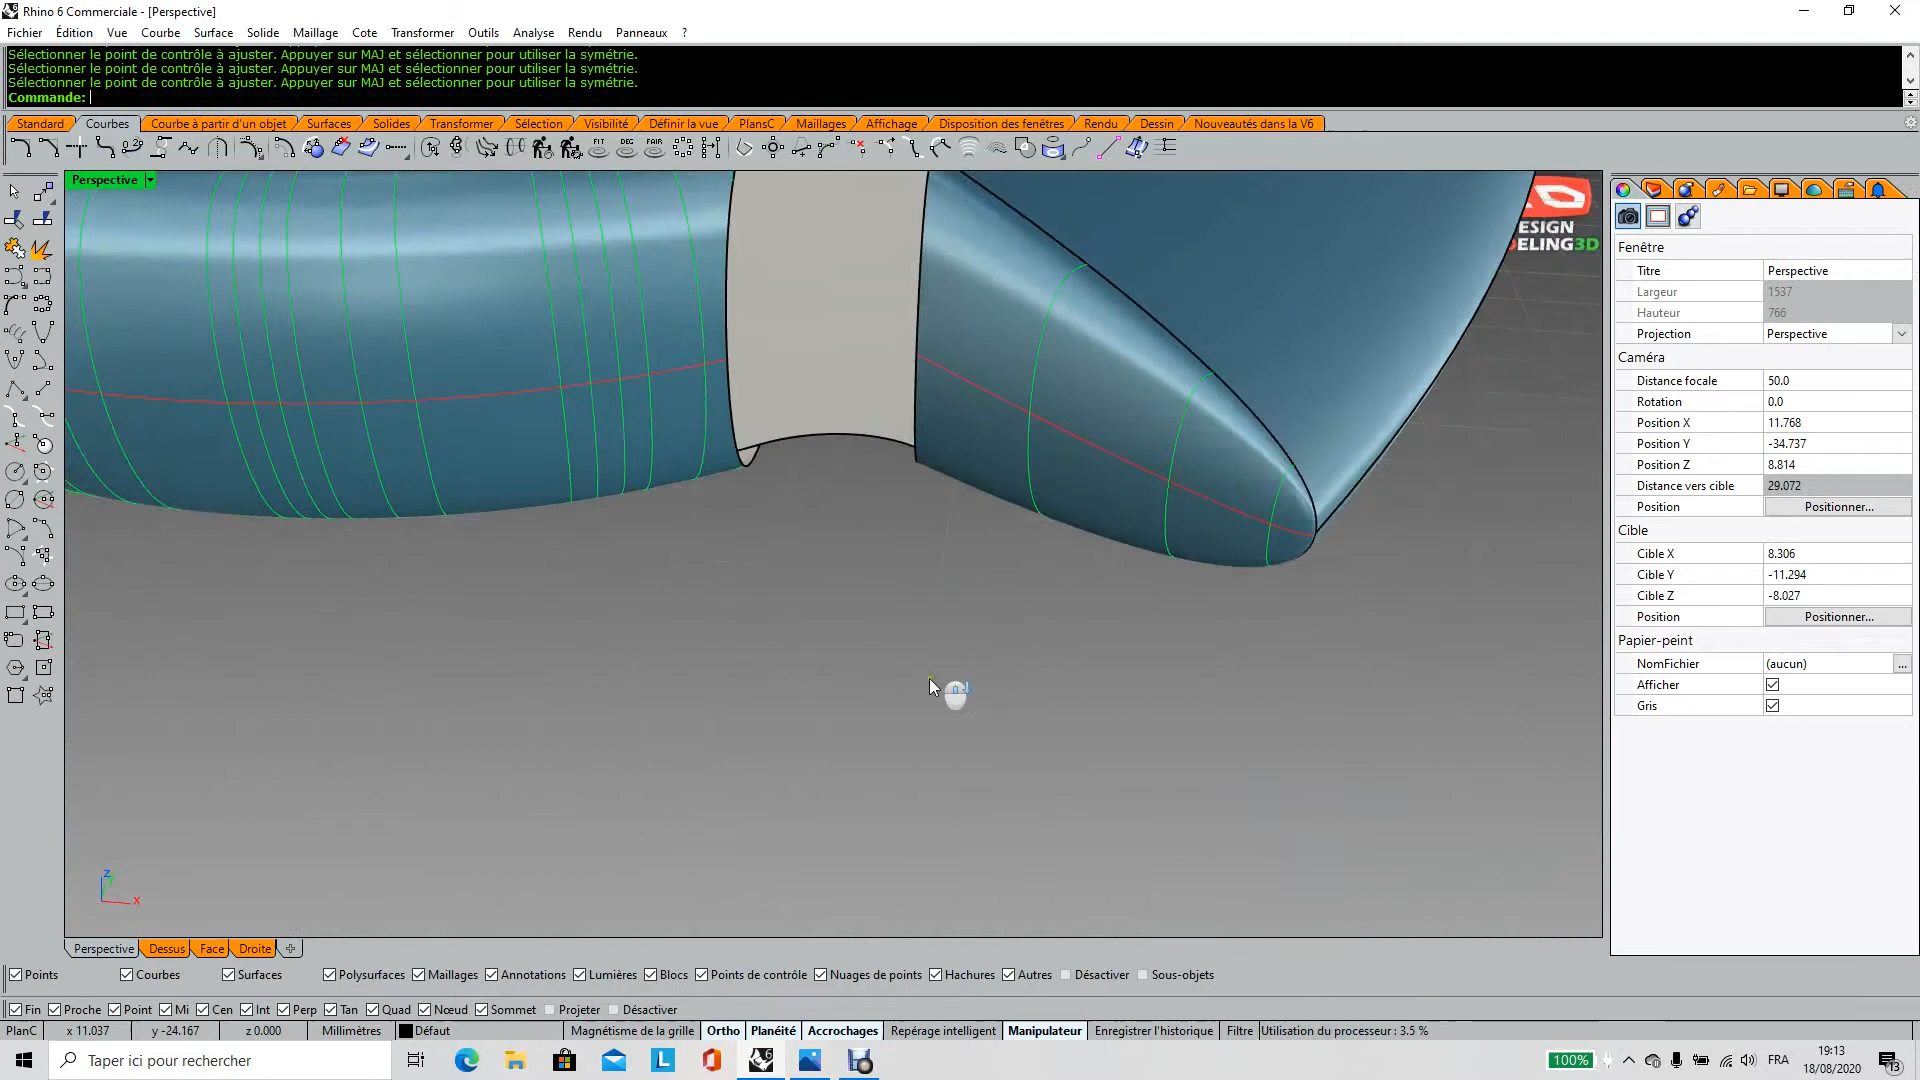 Rhino 6 Commerciale - [Perspective]
Fichier Édition Vue Courbe Surface Solide Maillage Cote Transformer Outils Analyse Rendu Panneaux ?
Sélectionner le point de contrôle à ajuster. Appuyer sur MAJ et sélectionner pour utiliser la symétrie.
Sélectionner le point de contrôle à ajuster. Appuyer sur MAJ et sélectionner pour utiliser la symétrie.
Sélectionner le point de contrôle à ajuster. Appuyer sur MAJ et sélectionner pour utiliser la symétrie.
Commande:
Standard Courbes Courbe à partir d'un objet Surfaces Solides Transformer Sélection Visibilité Définir la vue PlansC Maillages Affichage Disposition des fenêtres Rendu Dessin Nouveautés dans la V6
FIT DEG FAIR
Perspective
ESIGN
ELING3D
Fenêtre
Titre Perspective
Largeur 1537
Hauteur 766
Projection Perspective
Caméra
Distance focale 50.0
Rotation 0.0
Position X 11.768
Position Y -34.737
Position Z 8.814
Distance vers cible 29.072
Position Positionner...
Cible
Cible X 8.306
Cible Y -11.294
Cible Z -8.027
Position Positionner...
Papier-peint
NomFichier (aucun) ...
Afficher
Gris
z
x
Perspective Dessus Face Droite
Points Courbes Surfaces Polysurfaces Maillages Annotations Lumières Blocs Points de contrôle Nuages de points Hachures Autres Désactiver Sous-objets
Fin Proche Point Mi Cen Int Perp Tan Quad Nœud Sommet Projeter Désactiver
PlanC x 11.037 y -24.167 z 0.000 Millimètres Défaut Magnétisme de la grille Ortho Planéité Accrochages Repérage intelligent Manipulateur Enregistrer l'historique Filtre Utilisation du processeur : 3.5 %
Taper ici pour rechercher
100% FRA 19:13
18/08/2020
13